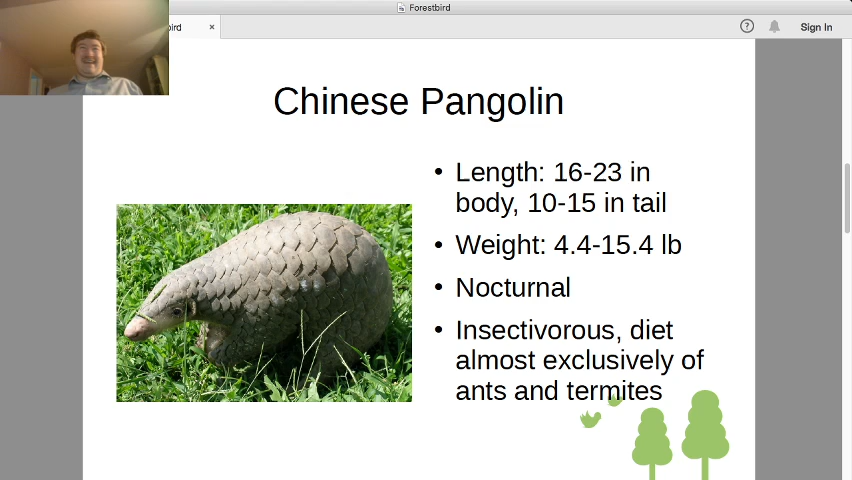 Forestbird
bird
Sign In
Chinese Pangolin
• Length: 16-23 in
body, 10-15 in tail
• Weight: 4.4-15.4 lb
• Nocturnal
• Insectivorous, diet
almost exclusively of
ants and termites